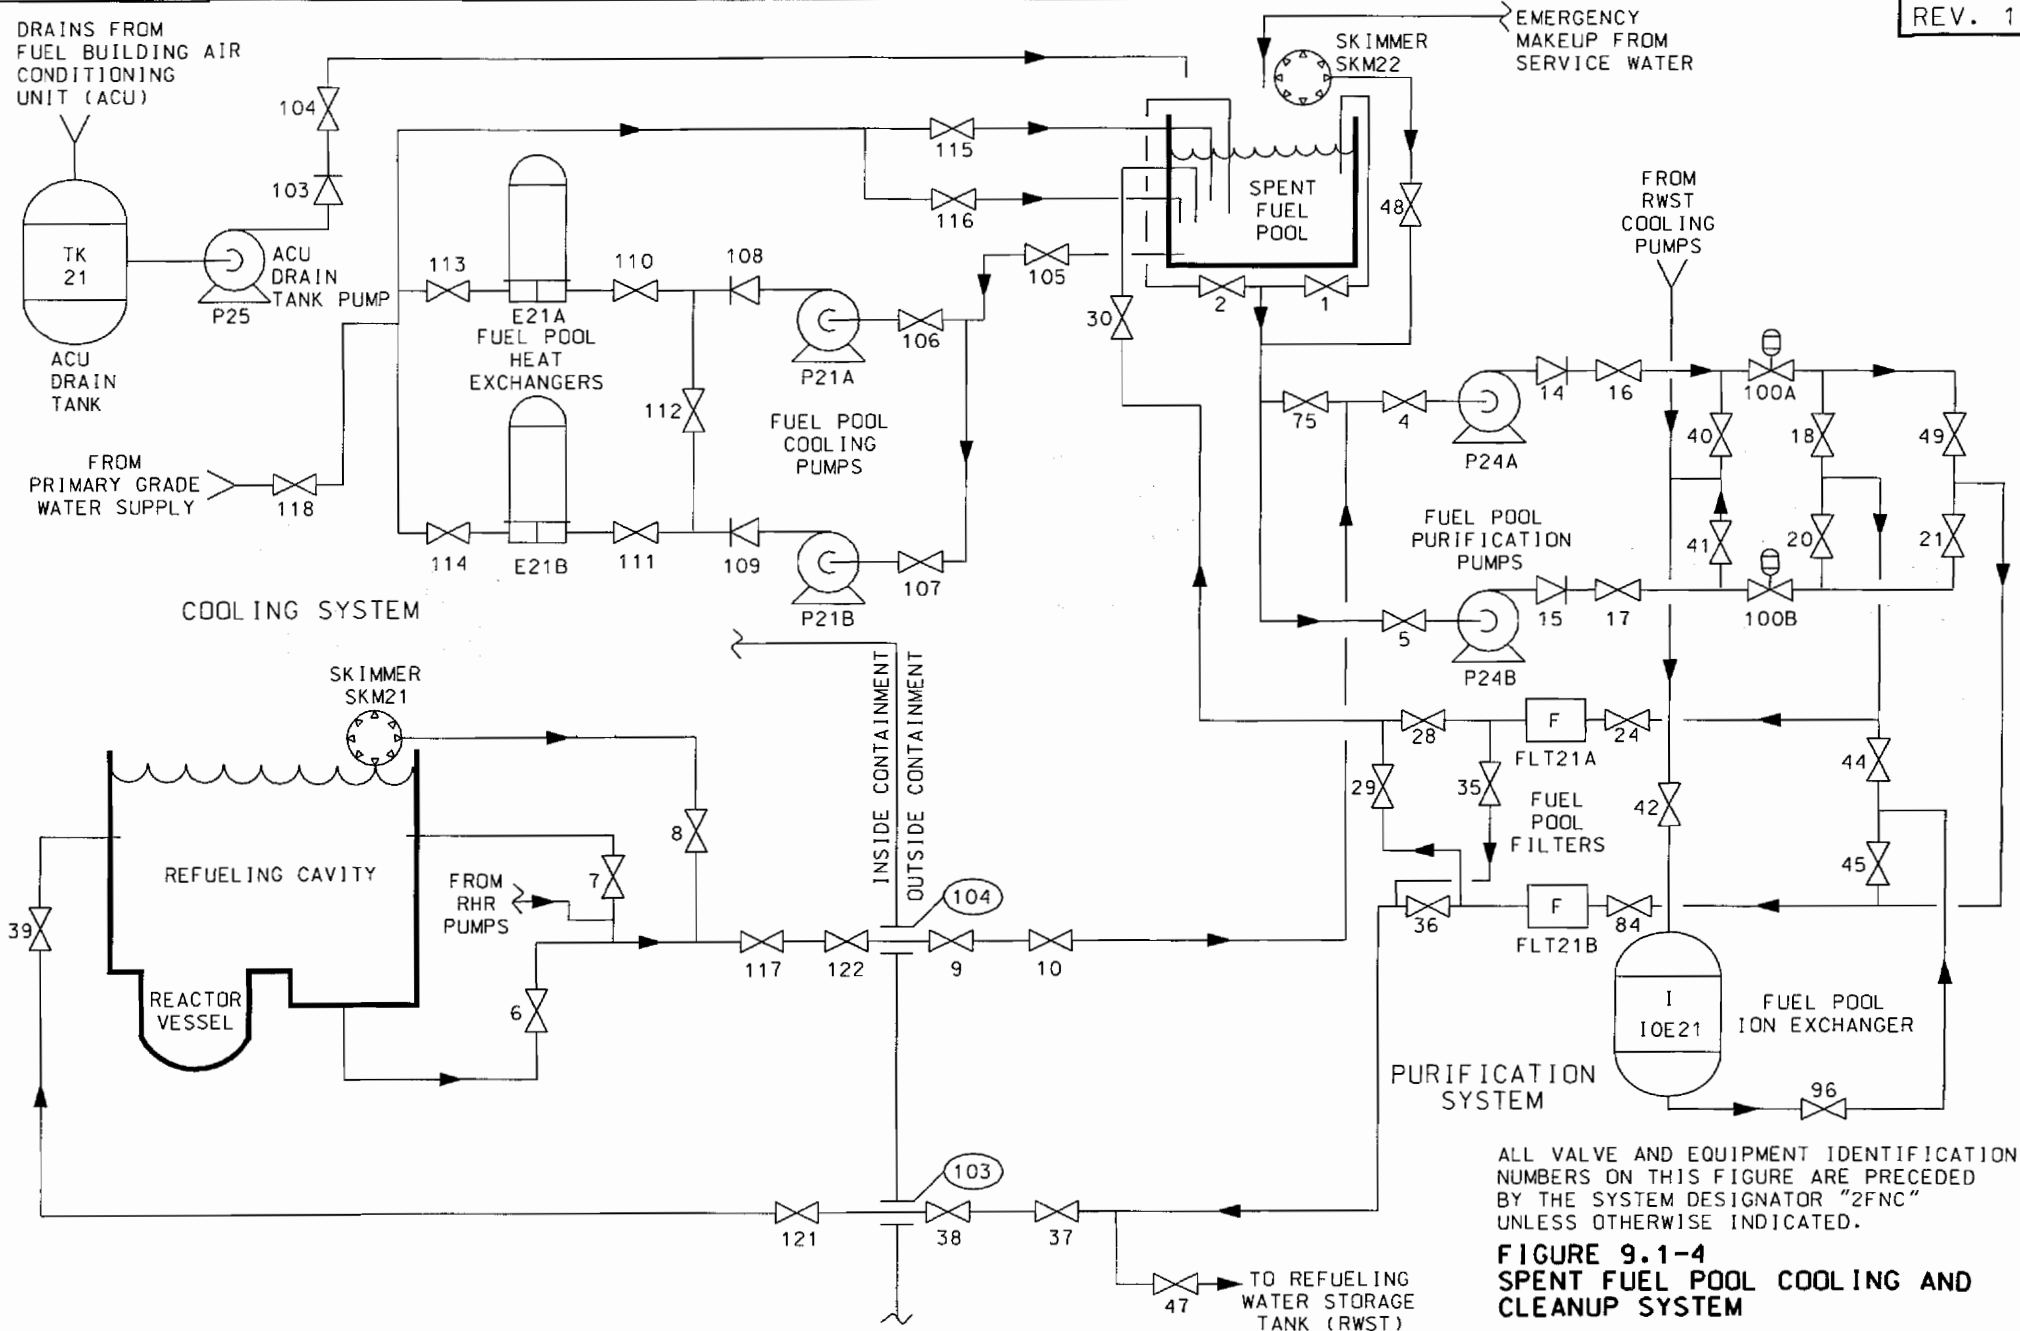 REV. 1
DRAINS FROM
FUEL BUILDING AIR
CONDITIONING
UNIT (ACU)
104
103
TK
21
ACU
DRAIN
TANK PUMP
P25
ACU
DRAIN
TANK
FROM
PRIMARY GRADE
WATER SUPPLY
118
113
E21A
FUEL POOL
HEAT
EXCHANGERS
110
108
P21A
106
112
FUEL POOL
COOLING
PUMPS
114
E21B
111
109
P21B
107
COOLING SYSTEM
115
116
105
EMERGENCY
MAKEUP FROM
SERVICE WATER
SKIMMER
SKM22
SPENT
FUEL
POOL
48
2
1
30
FROM
RWST
COOLING
PUMPS
75
4
P24A
14
16
100A
40
18
49
FUEL POOL
PURIFICATION
PUMPS
41
20
21
5
P24B
15
17
100B
28
F
FLT21A
24
29
35
FUEL
POOL
FILTERS
42
44
45
36
F
FLT21B
84
I
IOE21
FUEL POOL
ION EXCHANGER
96
PURIFICATION
SYSTEM
SKIMMER
SKM21
REFUELING CAVITY
REACTOR
VESSEL
39
8
7
FROM
RHR
PUMPS
6
INSIDE CONTAINMENT
OUTSIDE CONTAINMENT
104
117
122
9
10
103
121
38
37
47
TO REFUELING
WATER STORAGE
TANK (RWST)
ALL VALVE AND EQUIPMENT IDENTIFICATION
NUMBERS ON THIS FIGURE ARE PRECEDED
BY THE SYSTEM DESIGNATOR "2FNC"
UNLESS OTHERWISE INDICATED.
FIGURE 9.1-4
SPENT FUEL POOL COOLING AND
CLEANUP SYSTEM